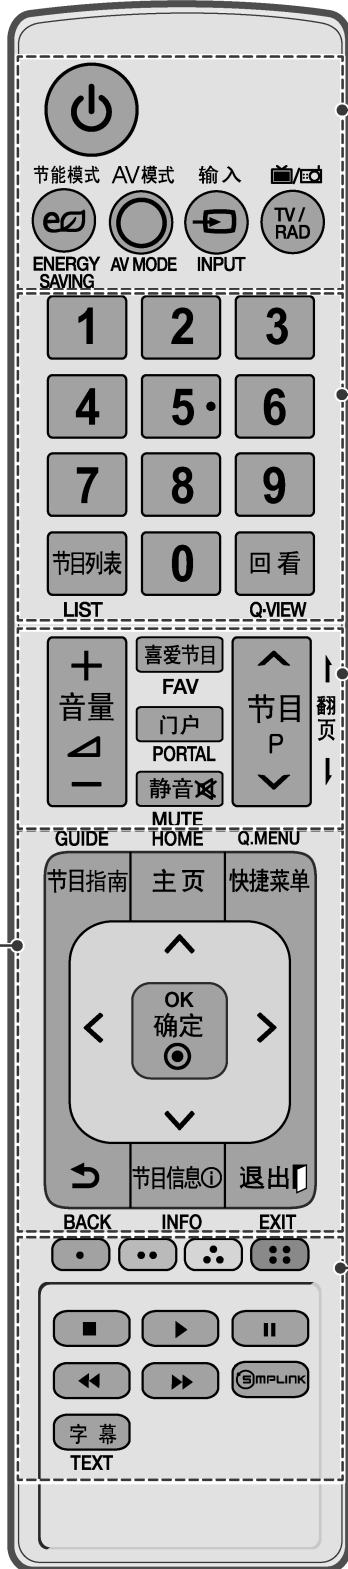 节能模式 AV模式 输入
TV/
RAD
ENERGY
SAVING
AV MODE INPUT
1 2 3
4 5 6
7 8 9
节目列表 0 回看
LIST Q·VIEW
音量
喜爱节目
FAV
门户
PORTAL
静音
MUTE
节目
P
翻
页
GUIDE HOME Q.MENU
节目指南 主页 快捷菜单
OK
确定
节目信息 退出
BACK INFO EXIT
SIMPLINK
字幕
TEXT